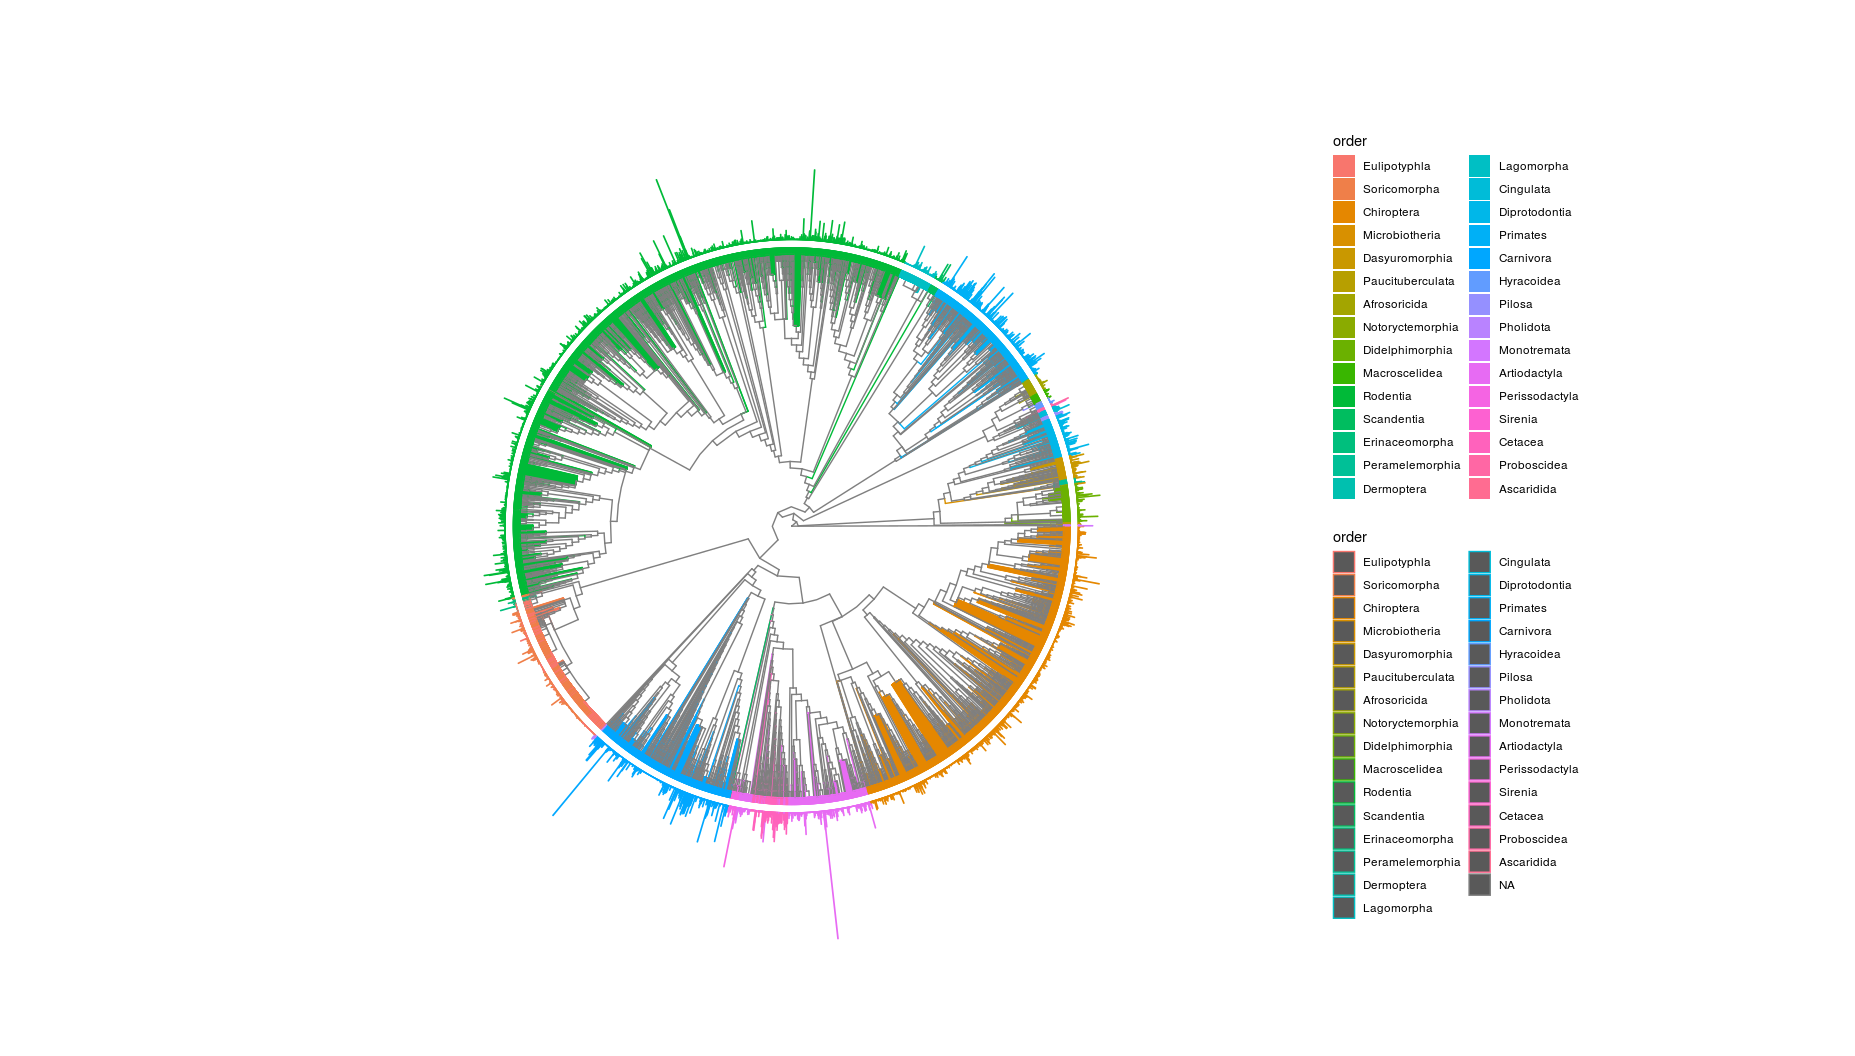 order
Eulipotyphla
Soricomorpha
Chiroptera
Microbiotheria
Dasyuromorphia
Paucituberculata
Afrosoricida
Notoryctemorphia
Didelphimorphia
Macroscelidea
Rodentia
Scandentia
Erinaceomorpha
Peramelemorphia
Dermoptera
Lagomorpha
Cingulata
Diprotodontia
Primates
Carnivora
Hyracoidea
Pilosa
Pholidota
Monotremata
Artiodactyla
Perissodactyla
Sirenia
Cetacea
Proboscidea
Ascaridida
order
Eulipotyphla
Soricomorpha
Chiroptera
Microbiotheria
Dasyuromorphia
Paucituberculata
Afrosoricida
Notoryctemorphia
Didelphimorphia
Macroscelidea
Rodentia
Scandentia
Erinaceomorpha
Peramelemorphia
Dermoptera
Lagomorpha
Cingulata
Diprotodontia
Primates
Carnivora
Hyracoidea
Pilosa
Pholidota
Monotremata
Artiodactyla
Perissodactyla
Sirenia
Cetacea
Proboscidea
Ascaridida
NA